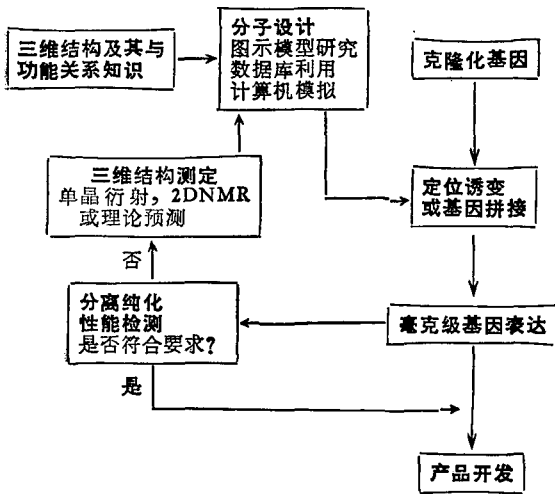 三维结构及其与
功能关系知识
分子设计
图示模型研究
数据库利用
计算机模拟
克隆化基因
三维结构测定
单晶衍射，2DNMR
或理论预测
定位诱变
或基因拼接
否
分离纯化
性能检测
是否符合要求？
毫克级基因表达
是
产品开发